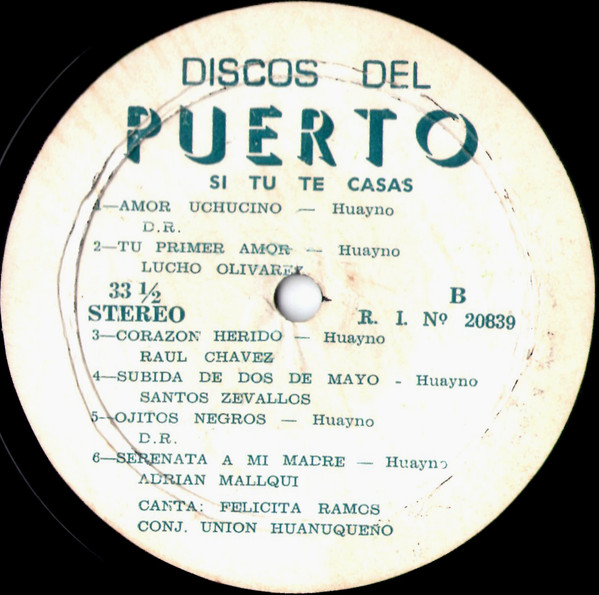 DISCOS DEL
PUERTO
SI TU TE CASAS
1—AMOR UCHUCINO — Huayno
D.R.
2—TU PRIMER AMOR — Huayno
LUCHO OLIVAREZ
33 ½
STEREO
B
R. I. Nº 20839
3—CORAZON HERIDO — Huayno
RAUL CHAVEZ
4—SUBIDA DE DOS DE MAYO - Huayno
SANTOS ZEVALLOS
5—OJITOS NEGROS — Huayno
D.R.
6—SERENATA A MI MADRE — Huayno
ADRIAN MALLQUI
CANTA: FELICITA RAMOS
CONJ. UNION HUANUQUEÑO